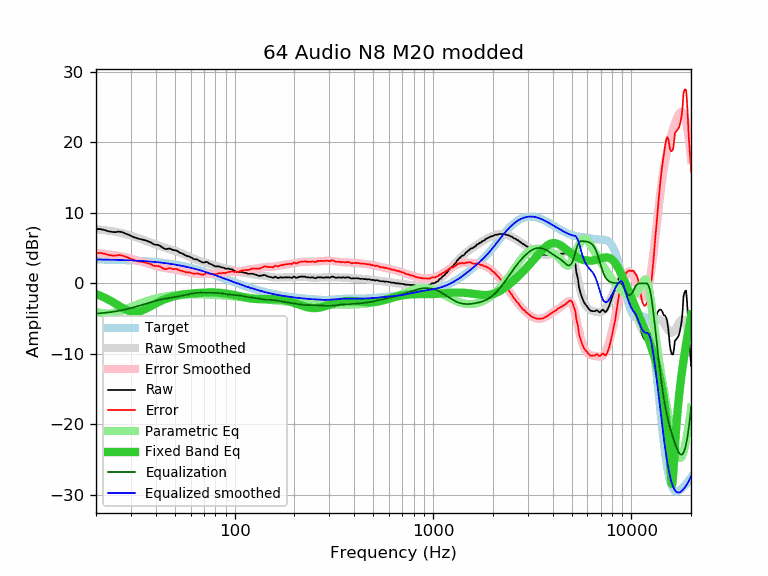 64 Audio N8 M20 modded
30
20
10
0
−10
−20
−30
Amplitude (dBr)
Target
Raw Smoothed
Error Smoothed
Raw
Error
Parametric Eq
Fixed Band Eq
Equalization
Equalized smoothed
100
1000
10000
Frequency (Hz)